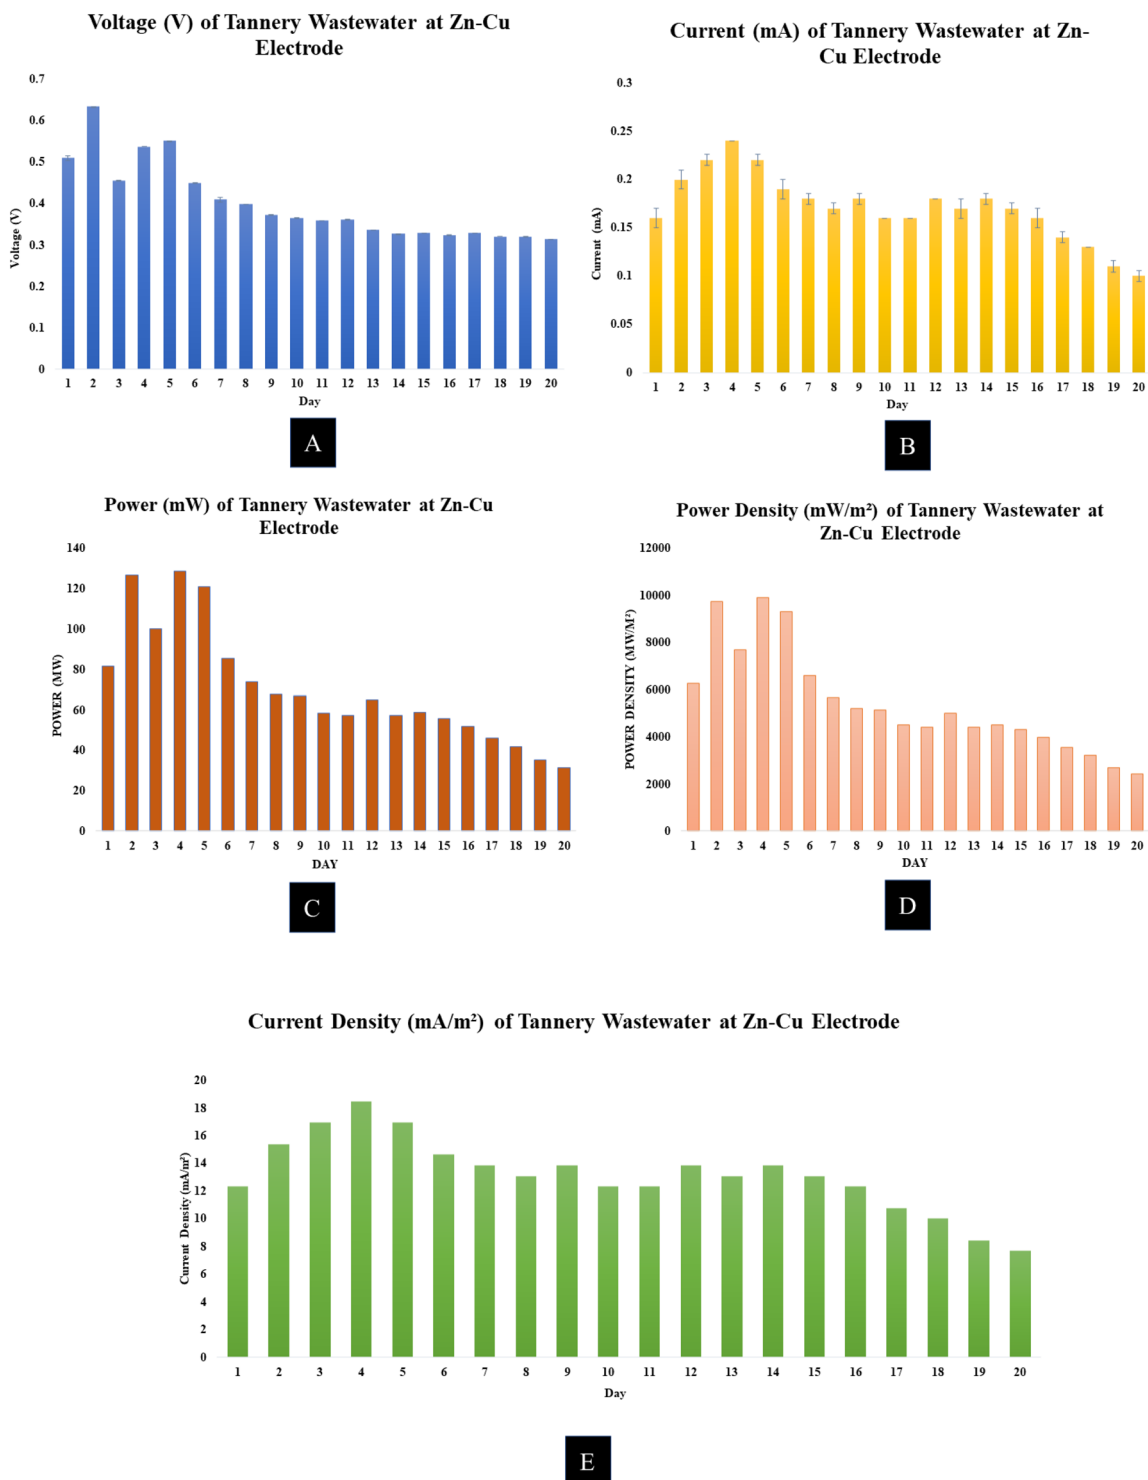 Voltage (V) of Tannery Wastewater at Zn-Cu
Electrode
0.7
0.6
0.5
0.4
0.3
0.2
0.1
0
Voltage (V)
1 2 3 4 5 6 7 8 9 10 11 12 13 14 15 16 17 18 19 20
Day
A
Current (mA) of Tannery Wastewater at Zn-
Cu Electrode
0.3
0.25
0.2
0.15
0.1
0.05
0
Current (mA)
1 2 3 4 5 6 7 8 9 10 11 12 13 14 15 16 17 18 19 20
Day
B
Power (mW) of Tannery Wastewater at Zn-Cu
Electrode
140
120
100
80
60
40
20
0
POWER (MW)
1 2 3 4 5 6 7 8 9 10 11 12 13 14 15 16 17 18 19 20
DAY
C
Power Density (mW/m²) of Tannery Wastewater at
Zn-Cu Electrode
12000
10000
8000
6000
4000
2000
0
POWER DENSITY (MW/M²)
1 2 3 4 5 6 7 8 9 10 11 12 13 14 15 16 17 18 19 20
DAY
D
Current Density (mA/m²) of Tannery Wastewater at Zn-Cu Electrode
20
18
16
14
12
10
8
6
4
2
0
Current Density (mA/m²)
1 2 3 4 5 6 7 8 9 10 11 12 13 14 15 16 17 18 19 20
Day
E